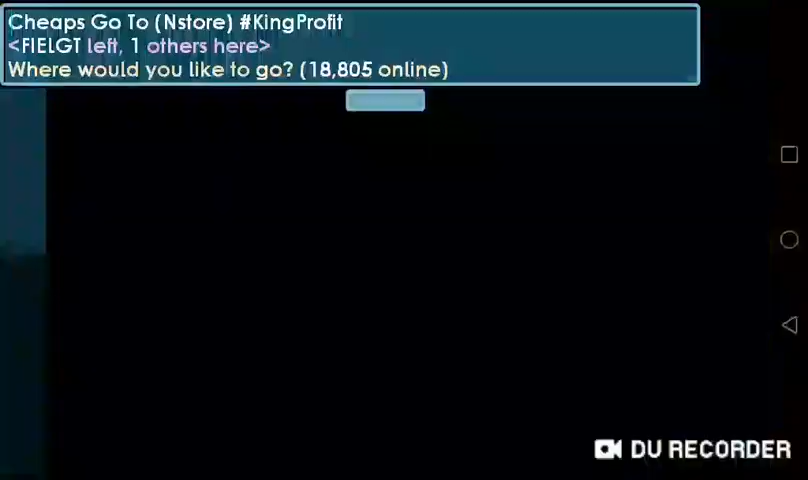 Cheaps Go To (Nstore) #KingProfit
<FIELGT left, 1 others here>
Where would you like to go? (18,805 online)
DU RECORDER